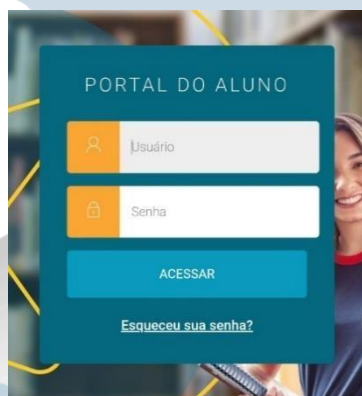 PORTAL DO ALUNO
Usuário
Senha
ACESSAR
Esqueceu sua senha?